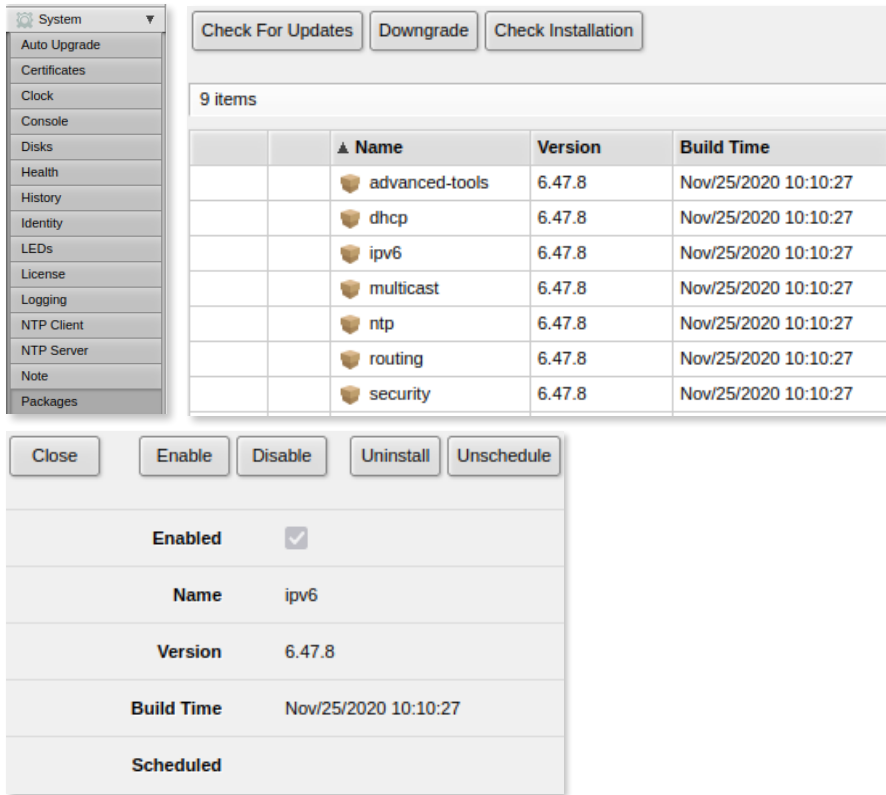 System ▼
Auto Upgrade
Certificates
Clock
Console
Disks
Health
History
Identity
LEDs
License
Logging
NTP Client
NTP Server
Note
Packages
Check For Updates Downgrade Check Installation
9 items
▲ Name Version Build Time
advanced-tools 6.47.8 Nov/25/2020 10:10:27
dhcp 6.47.8 Nov/25/2020 10:10:27
ipv6 6.47.8 Nov/25/2020 10:10:27
multicast 6.47.8 Nov/25/2020 10:10:27
ntp 6.47.8 Nov/25/2020 10:10:27
routing 6.47.8 Nov/25/2020 10:10:27
security 6.47.8 Nov/25/2020 10:10:27
Close Enable Disable Uninstall Unschedule
Enabled
Name ipv6
Version 6.47.8
Build Time Nov/25/2020 10:10:27
Scheduled